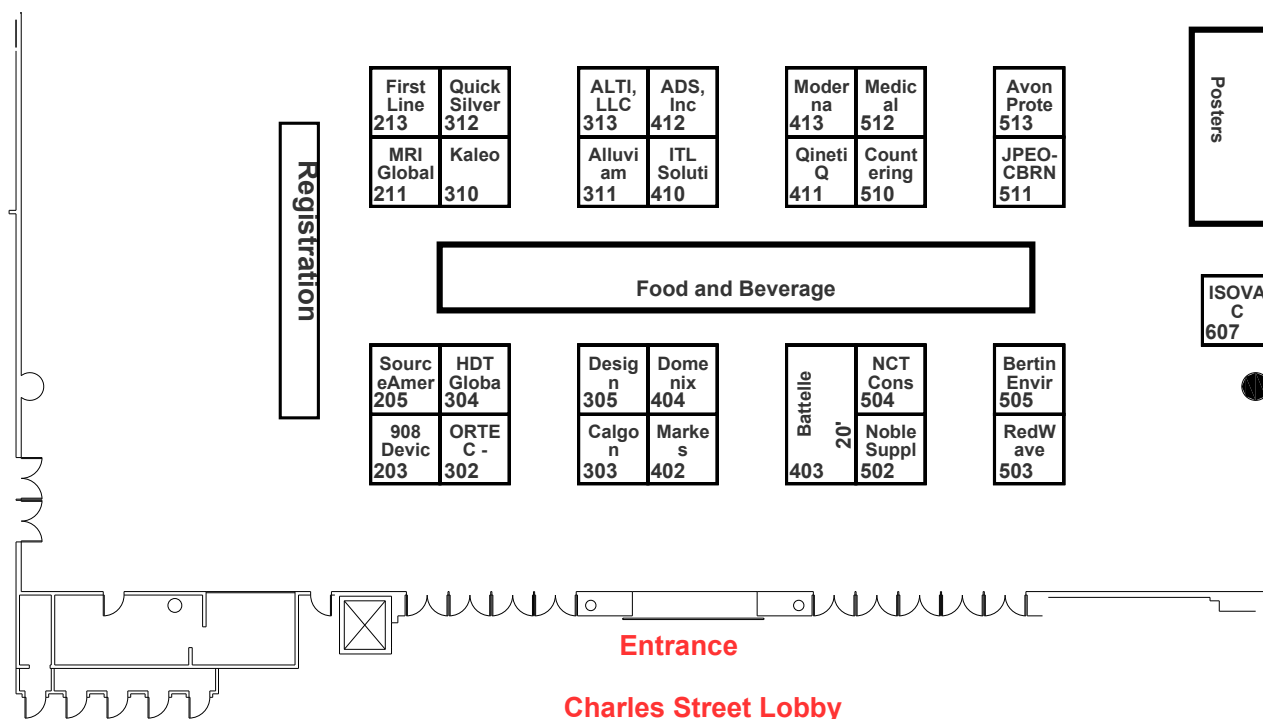 First
Line
213
Quick
Silver
312
ALTI,
LLC
313
ADS,
Inc
412
Moder
na
413
Medic
al
512
Avon
Prote
513
Posters
MRI
Global
211
Kaleo
310
Alluvi
am
311
ITL
Soluti
410
Qineti
Q
411
Count
ering
510
JPEO-
CBRN
511
Registration
Food and Beverage
ISOVA
C
607
Sourc
eAmer
205
HDT
Globa
304
Desig
n
305
Dome
nix
404
Battelle
20'
403
NCT
Cons
504
Bertin
Envir
505
908
Devic
203
ORTE
C -
302
Calgo
n
303
Marke
s
402
Noble
Suppl
502
RedW
ave
503
Entrance
Charles Street Lobby